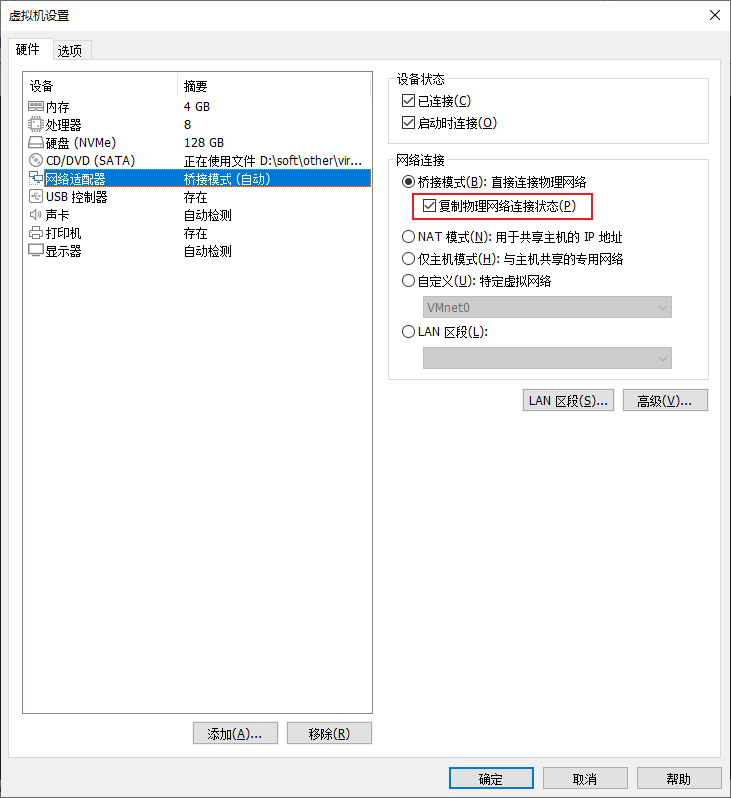 虚拟机设置
硬件 选项
设备 摘要
内存 4 GB
处理器 8
硬盘 (NVMe) 128 GB
CD/DVD (SATA) 正在使用文件 D:\soft\other\vir...
网络适配器 桥接模式 (自动)
USB 控制器 存在
声卡 自动检测
打印机 存在
显示器 自动检测
添加(A)... 移除(R)
设备状态
已连接(C)
启动时连接(O)
网络连接
桥接模式(B): 直接连接物理网络
复制物理网络连接状态(P)
NAT 模式(N): 用于共享主机的 IP 地址
仅主机模式(H): 与主机共享的专用网络
自定义(U): 特定虚拟网络
VMnet0
LAN 区段(L):
LAN 区段(S)... 高级(V)...
确定 取消 帮助